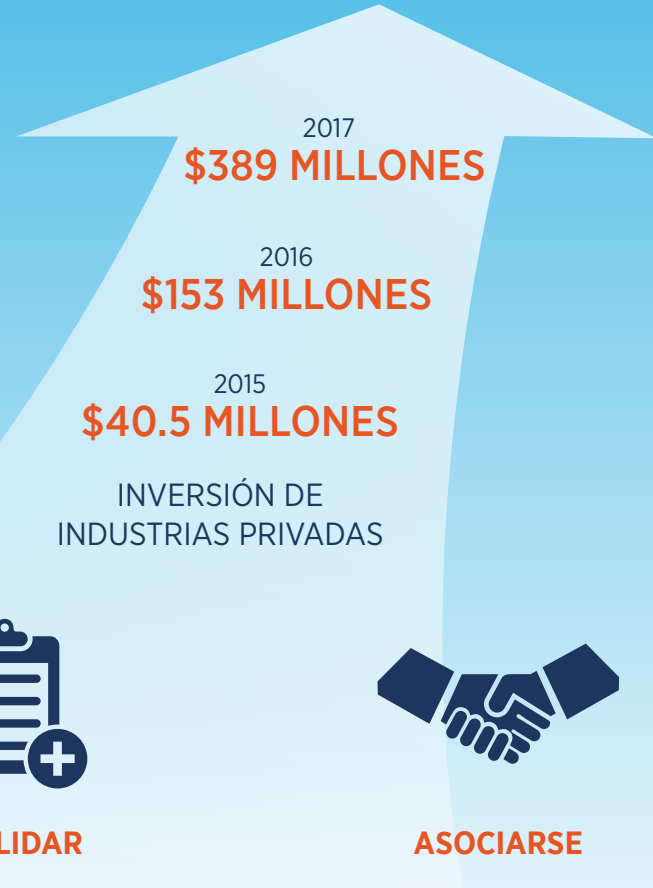 2017
$389 MILLONES
2016
$153 MILLONES
2015
$40.5 MILLONES
INVERSIÓN DE
INDUSTRIAS PRIVADAS
LIDAR
ASOCIARSE